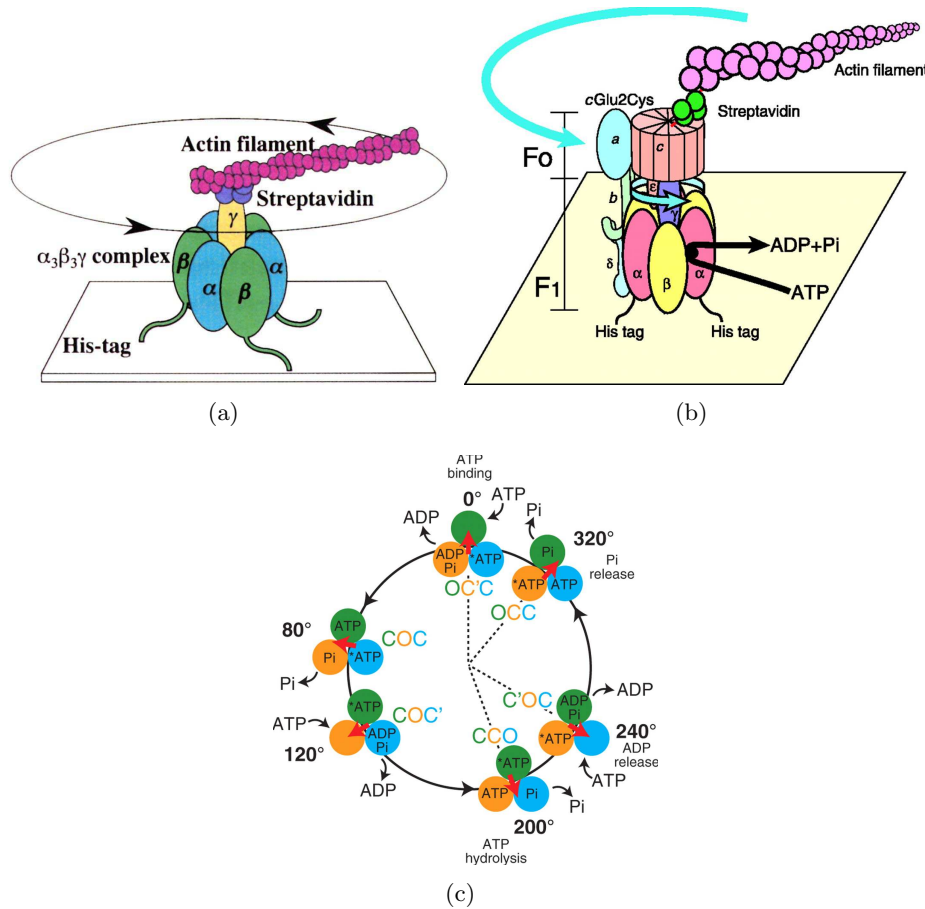 Actin filament
Streptavidin
γ
α₃β₃γ complex
β
α
β
α
His-tag
(a)
Actin filament
cGlu2Cys
Streptavidin
a
c
Fo
ε
b
γ
δ
α
β
α
F1
ADP+Pi
ATP
His tag
His tag
(b)
ATP
binding
0°
ATP
ADP
ADP
Pi
*ATP
OC'C
Pi
Pi
320°
Pi
release
*ATP
ATP
OCC
80°
ATP
COC
Pi
*ATP
Pi
*ATP
ATP
COC'
120°
ADP
Pi
ADP
C'OC
ADP
Pi
ADP
*ATP
240°
ADP
release
ATP
CCO
*ATP
ATP
Pi
Pi
200°
ATP
hydrolysis
(c)